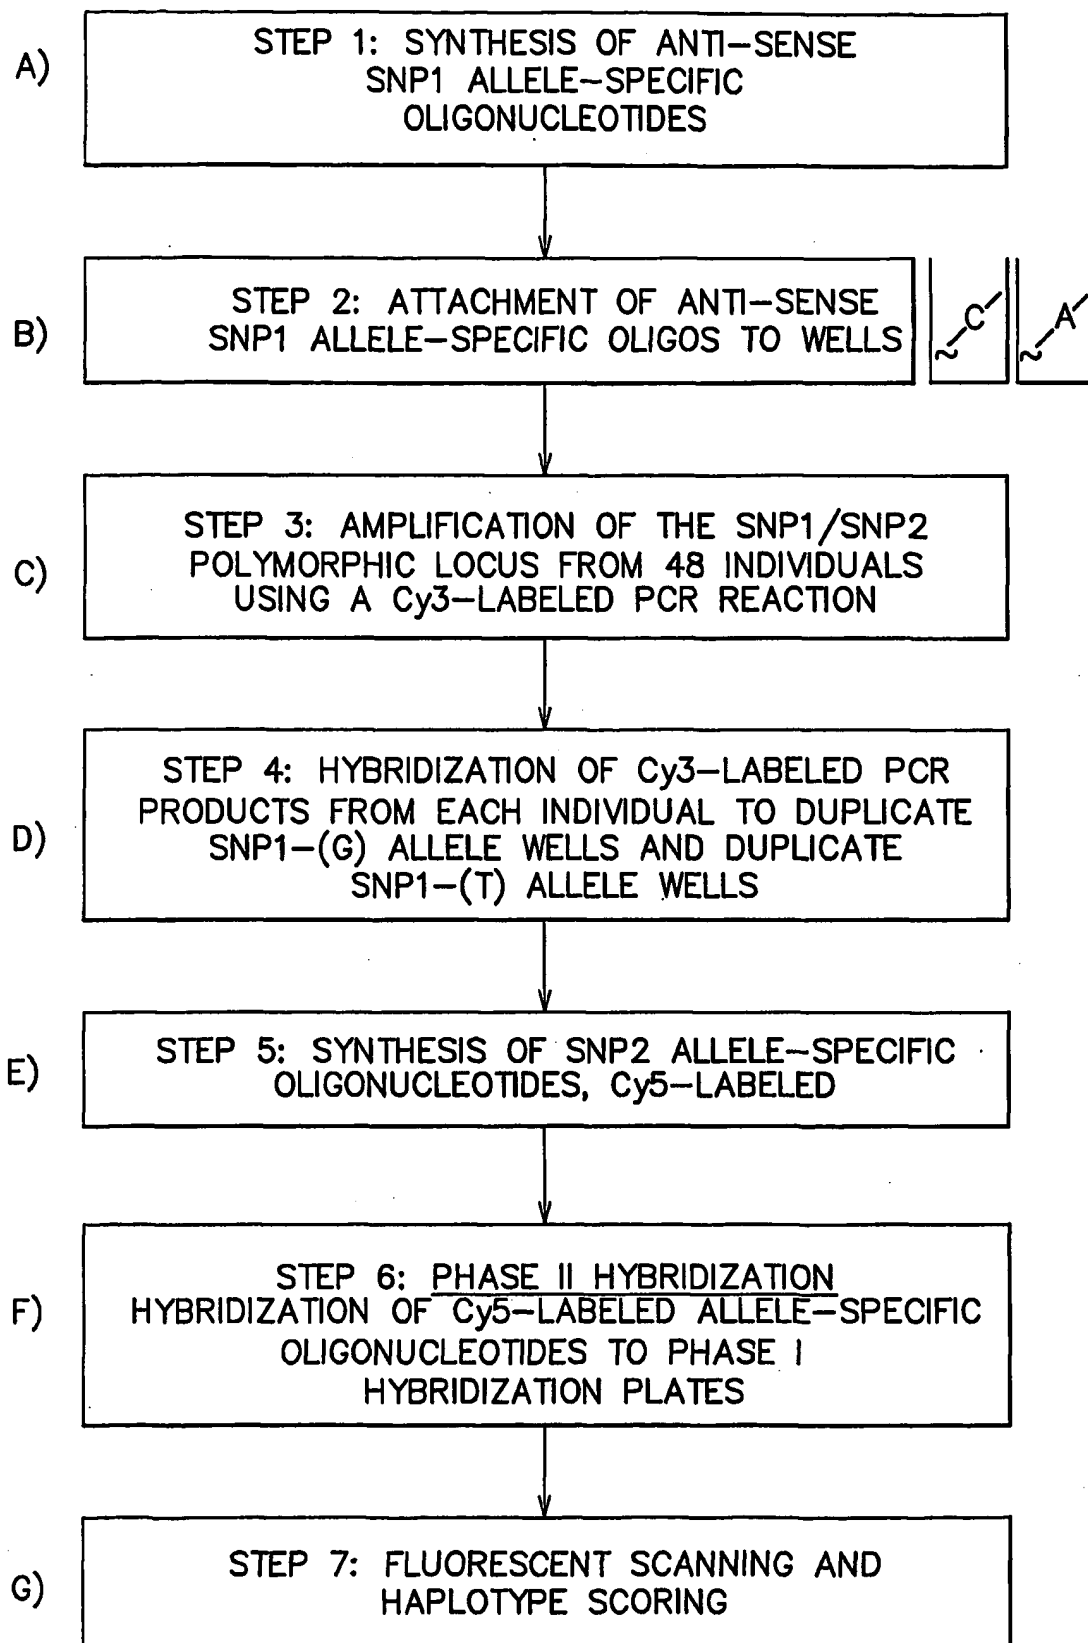 A)
STEP 1: SYNTHESIS OF ANTI-SENSE
SNP1 ALLELE-SPECIFIC
OLIGONUCLEOTIDES
B)
STEP 2: ATTACHMENT OF ANTI-SENSE
SNP1 ALLELE-SPECIFIC OLIGOS TO WELLS
~ C
~ A
C)
STEP 3: AMPLIFICATION OF THE SNP1/SNP2
POLYMORPHIC LOCUS FROM 48 INDIVIDUALS
USING A Cy3-LABELED PCR REACTION
D)
STEP 4: HYBRIDIZATION OF Cy3-LABELED PCR
PRODUCTS FROM EACH INDIVIDUAL TO DUPLICATE
SNP1-(G) ALLELE WELLS AND DUPLICATE
SNP1-(T) ALLELE WELLS
E)
STEP 5: SYNTHESIS OF SNP2 ALLELE-SPECIFIC
OLIGONUCLEOTIDES, Cy5-LABELED
F)
STEP 6: PHASE II HYBRIDIZATION
HYBRIDIZATION OF Cy5-LABELED ALLELE-SPECIFIC
OLIGONUCLEOTIDES TO PHASE I
HYBRIDIZATION PLATES
G)
STEP 7: FLUORESCENT SCANNING AND
HAPLOTYPE SCORING